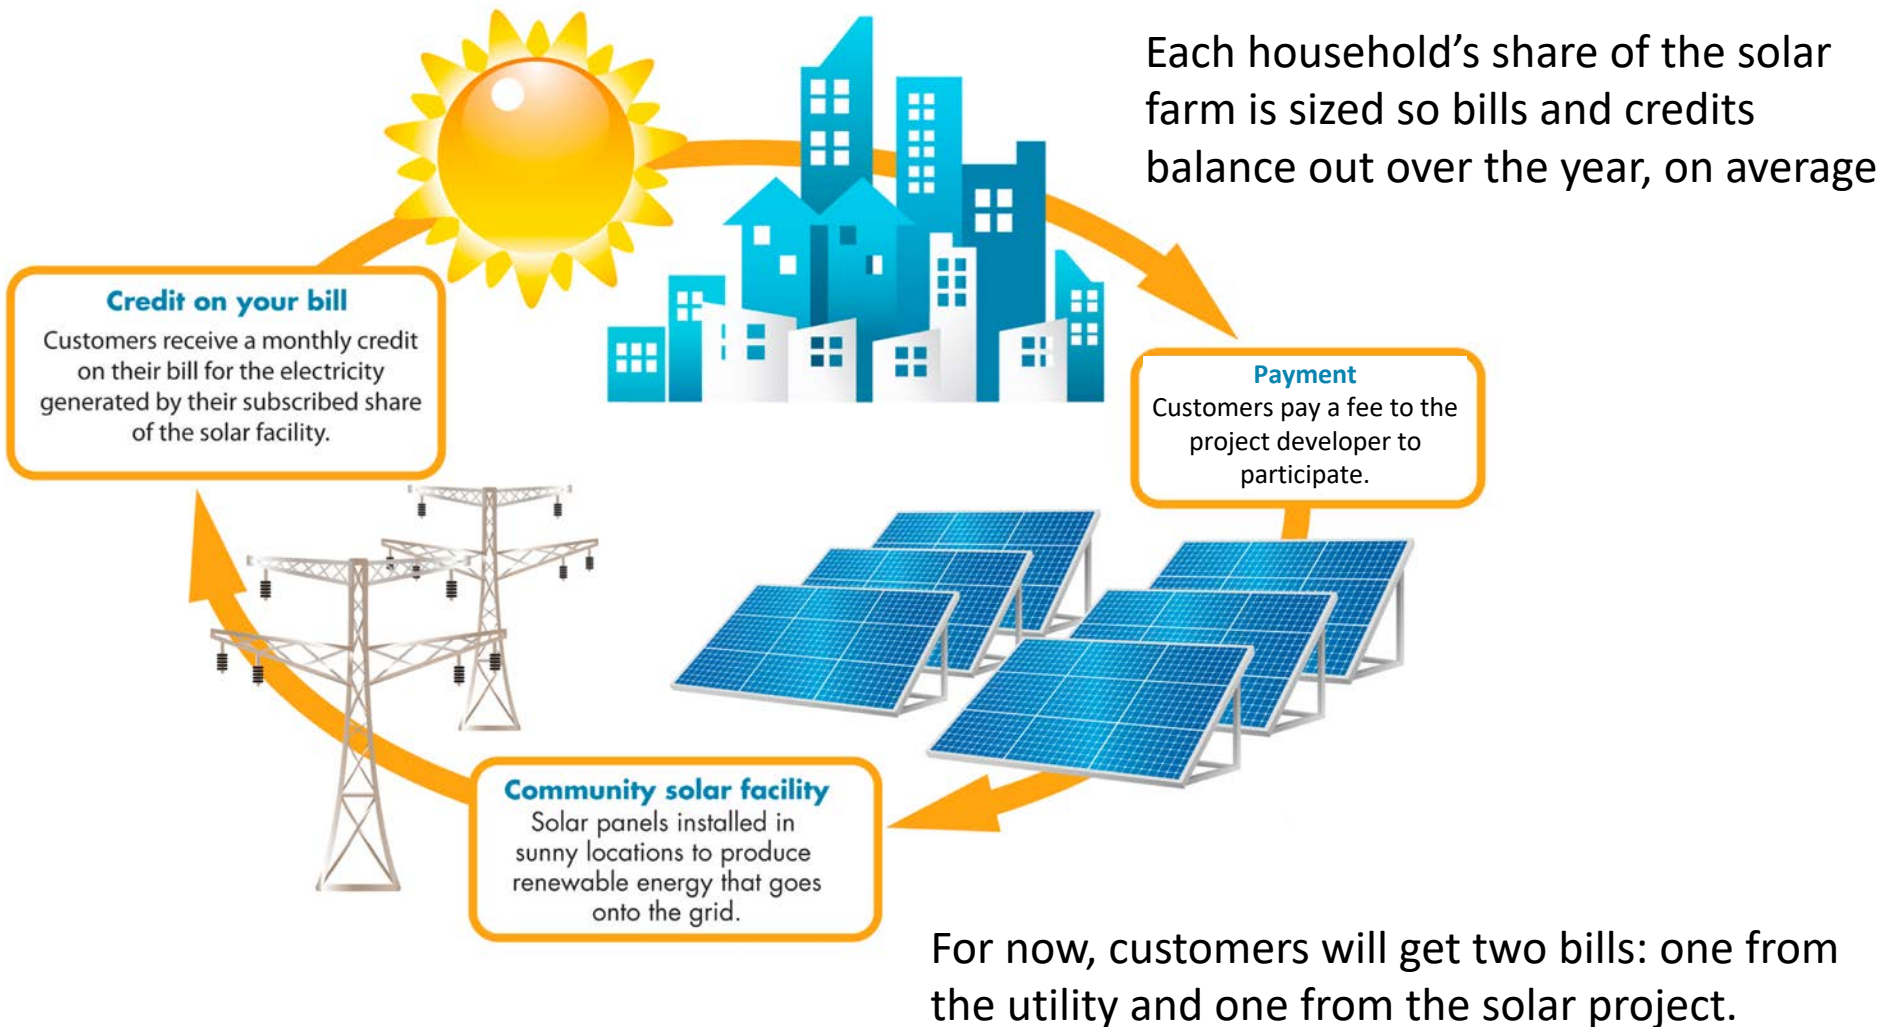 Each household’s share of the solar
farm is sized so bills and credits
balance out over the year, on average
Credit on your bill
Customers receive a monthly credit
on their bill for the electricity
generated by their subscribed share
of the solar facility.
Payment
Customers pay a fee to the
project developer to
participate.
Community solar facility
Solar panels installed in
sunny locations to produce
renewable energy that goes
onto the grid.
For now, customers will get two bills: one from
the utility and one from the solar project.